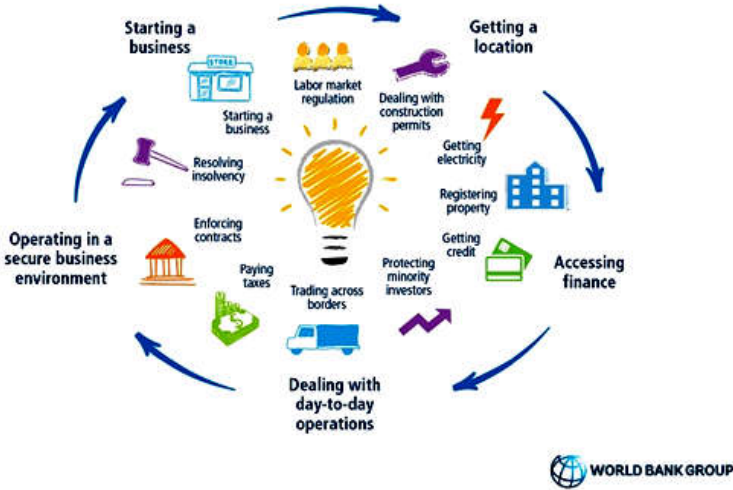 Starting a
business
Getting a
location
STORE
Labor market
regulation
Dealing with
construction
permits
Starting a
business
Getting
electricity
Resolving
insolvency
Registering
property
Enforcing
contracts
Getting
credit
Operating in a
secure business
environment
Accessing
finance
Paying
taxes
Protecting
minority
investors
Trading across
borders
Dealing with
day-to-day
operations
WORLD BANK GROUP